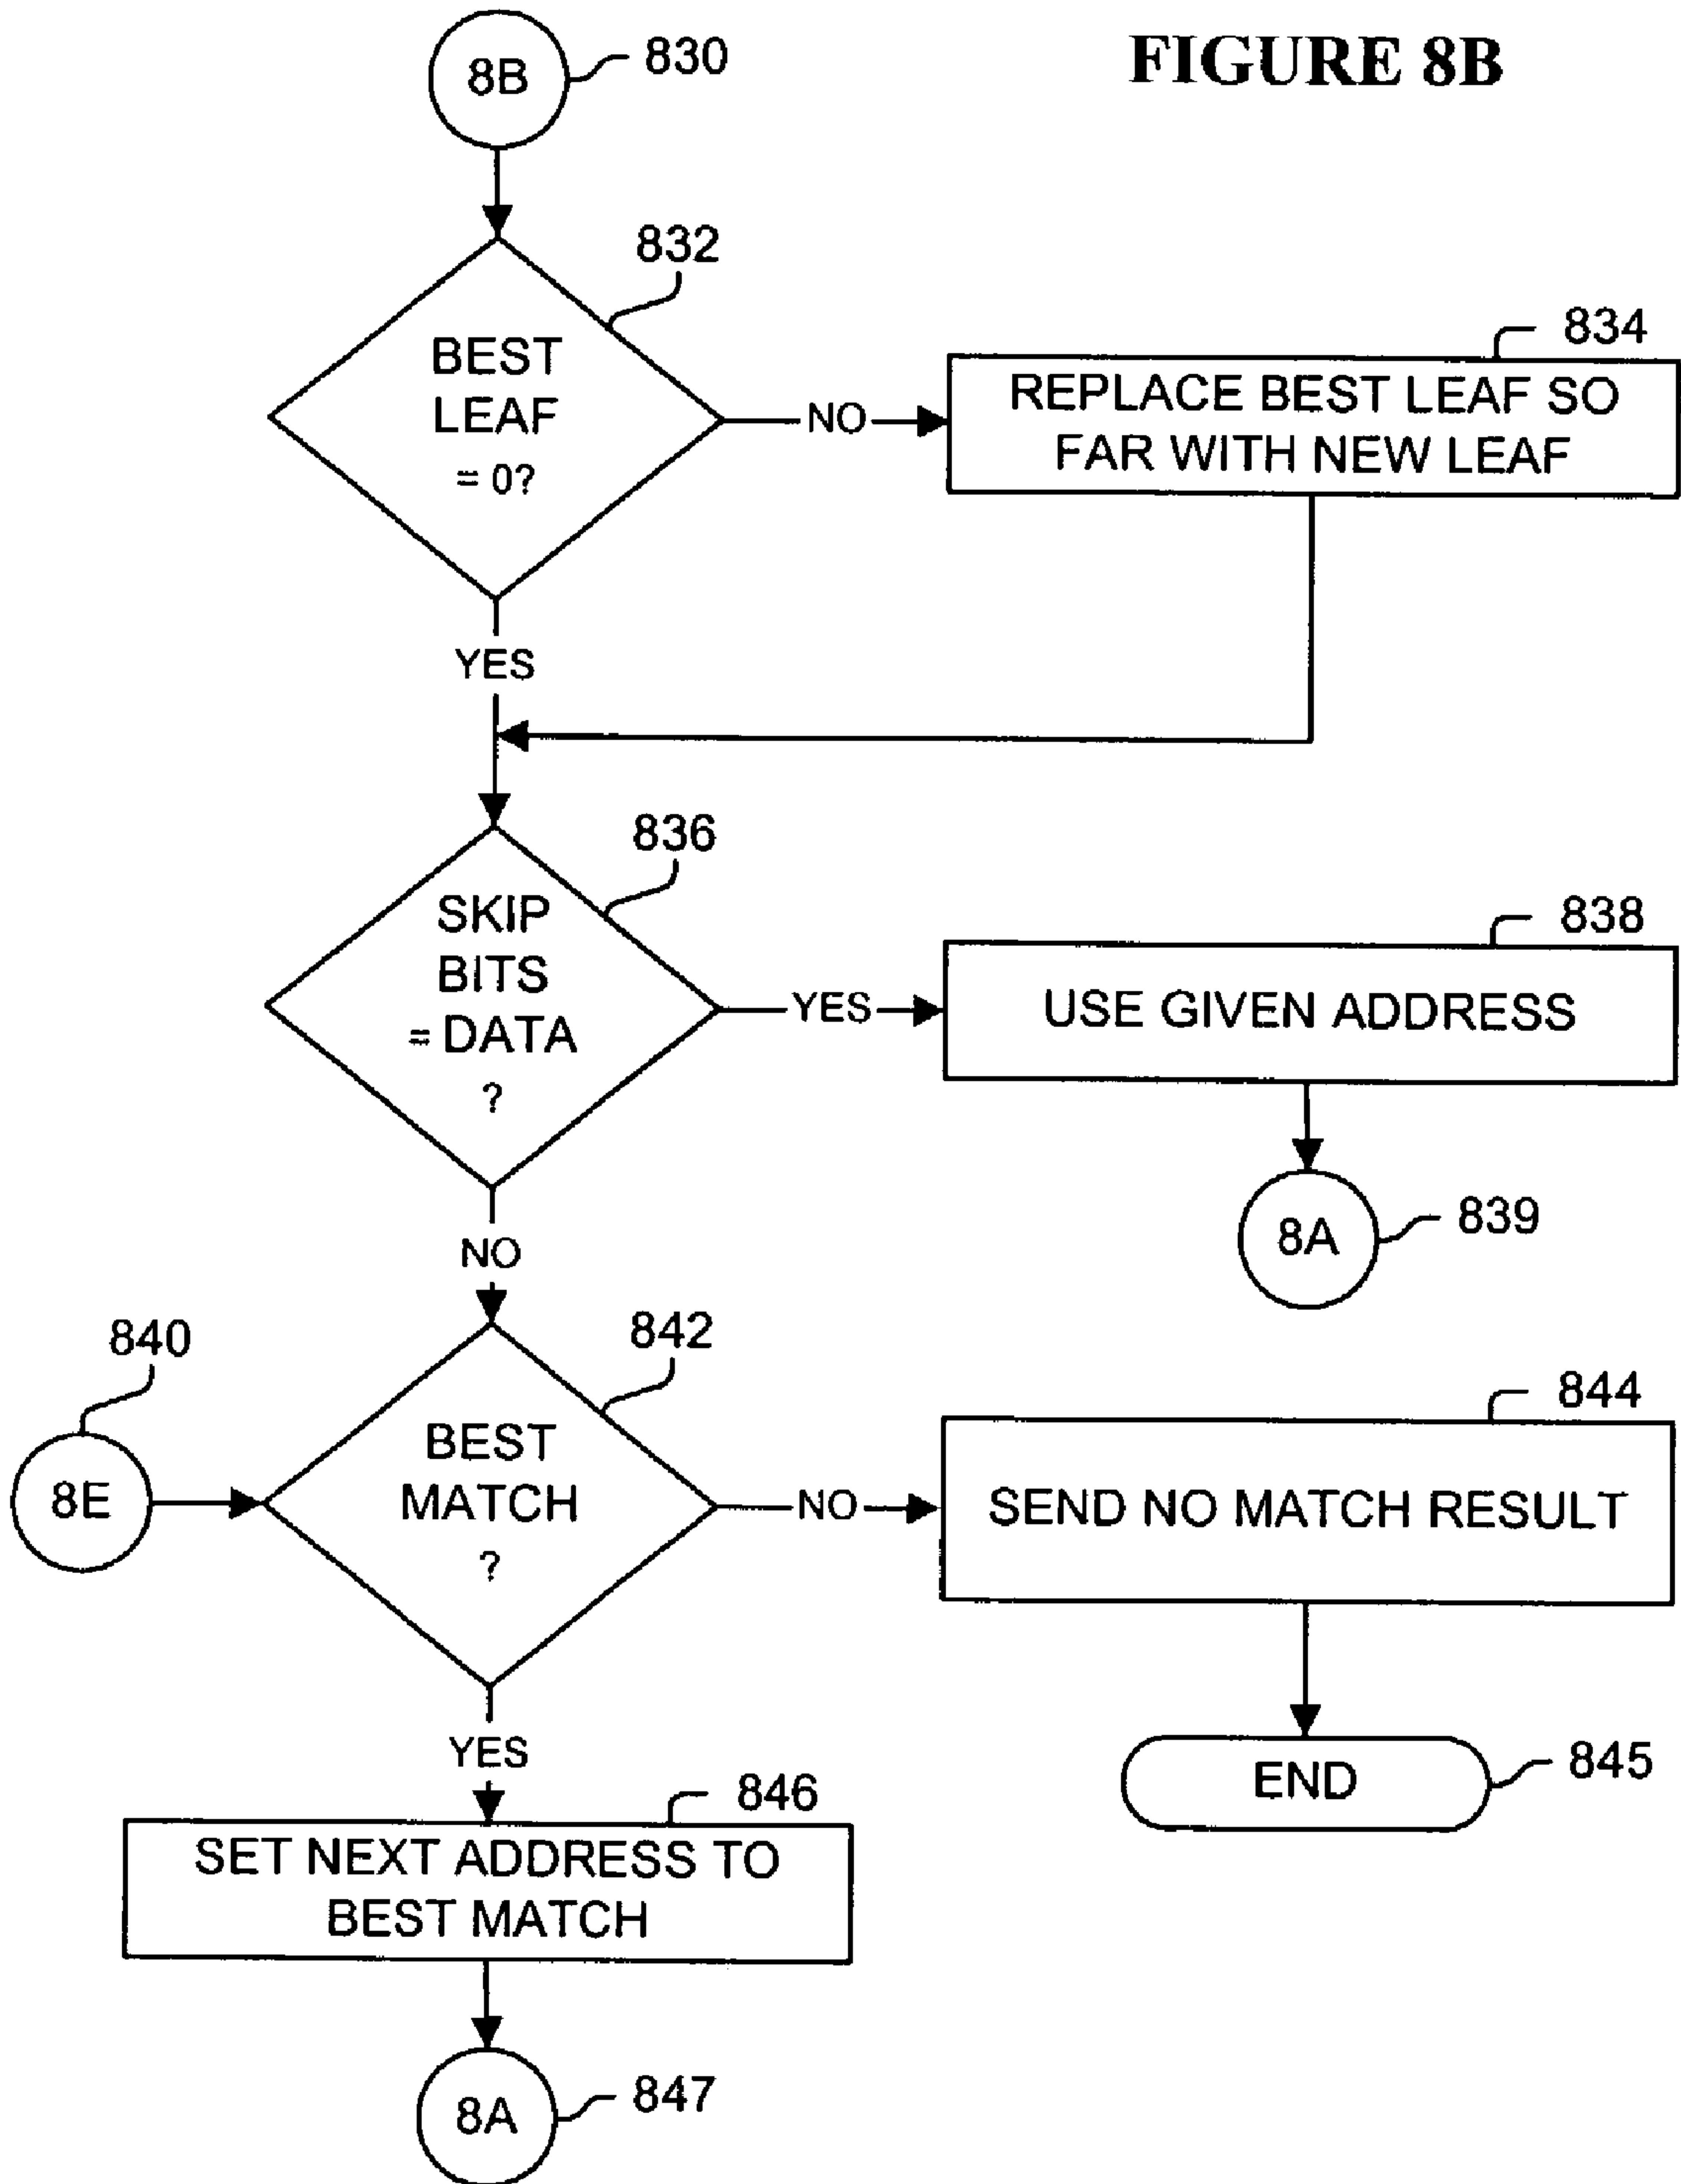 FIGURE 8B
8B
830
832
BEST
LEAF
= 0?
NO
834
REPLACE BEST LEAF SO
FAR WITH NEW LEAF
YES
836
SKIP
BITS
= DATA
?
YES
838
USE GIVEN ADDRESS
8A
839
NO
840
8E
842
BEST
MATCH
?
NO
844
SEND NO MATCH RESULT
END
845
YES
846
SET NEXT ADDRESS TO
BEST MATCH
8A
847